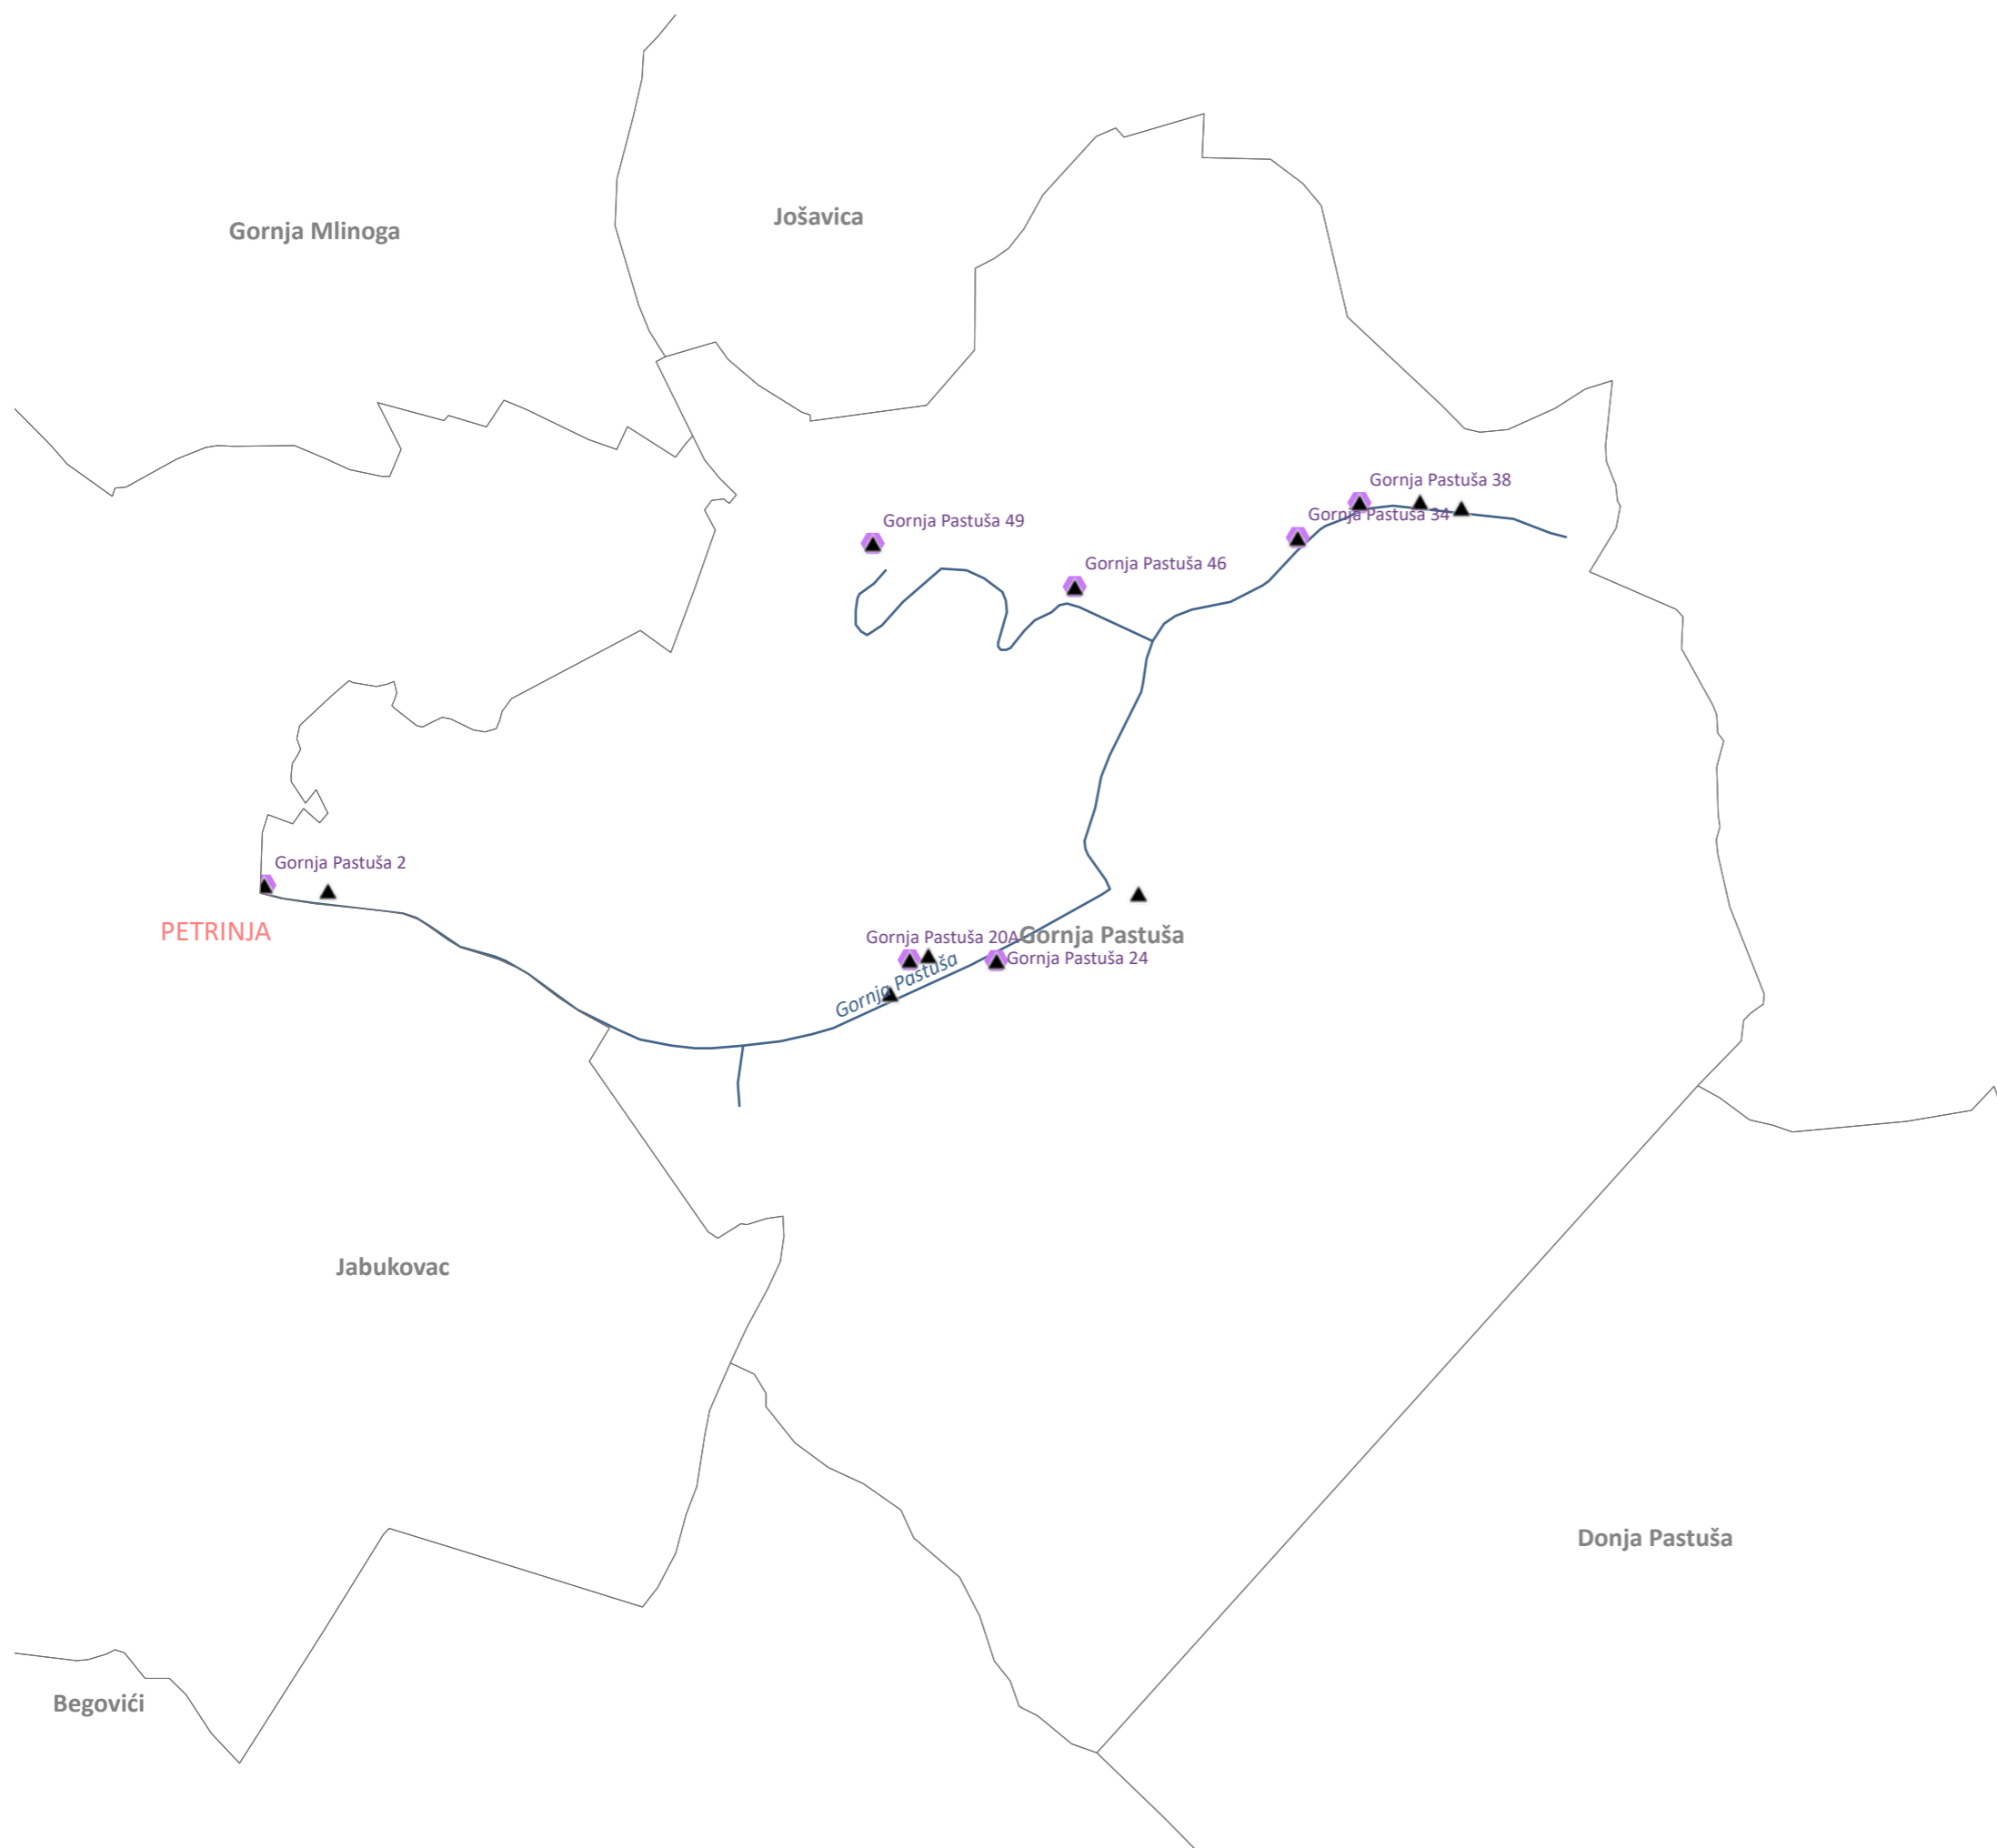 Jošavica
Gornja Mlinoga
Gornja Pastuša 38
Gornja Pastuša 34
Gornja Pastuša 49
Gornja Pastuša 46
Gornja Pastuša 2
PETRINJA
Gornja Pastuša 20A
Gornja Pastuša
Gornja Pastuša 24
Gornja Pastuša
Jabukovac
Donja Pastuša
Begovići